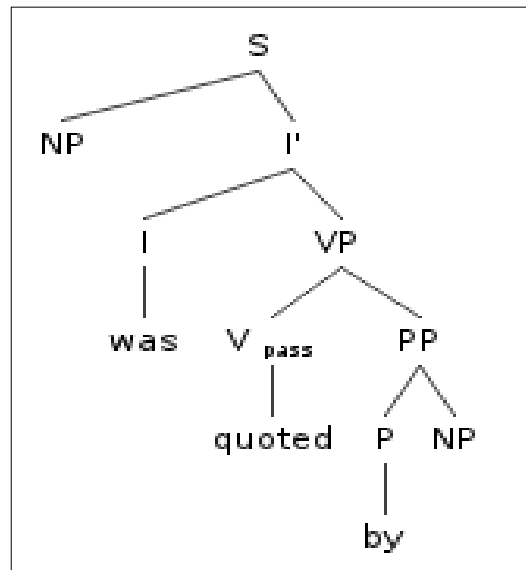 S
NP I'
I VP
was V pass PP
quoted P NP
by